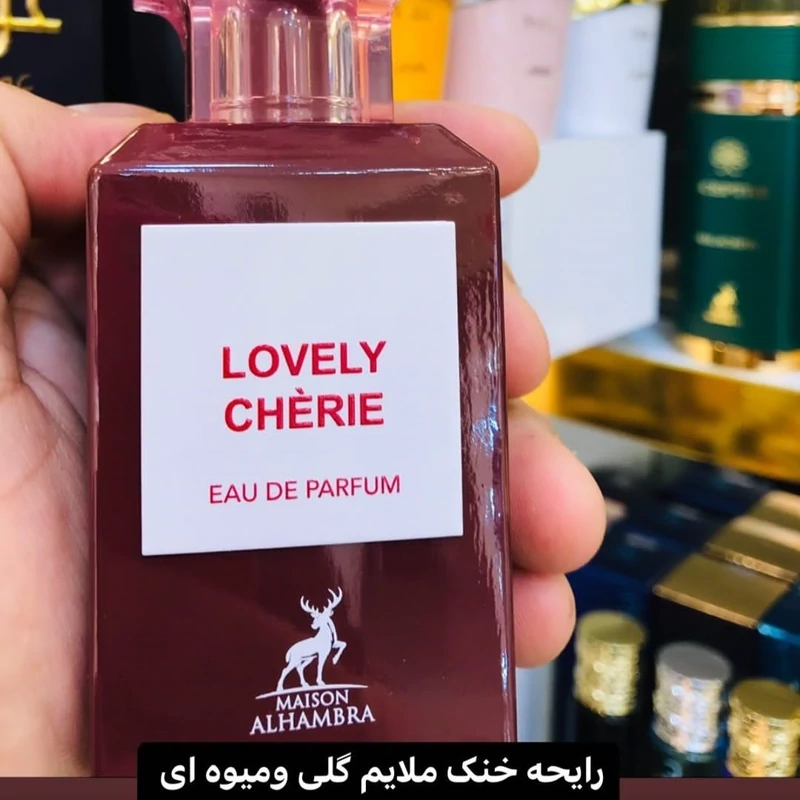 LOVELY
CHÈRIE
EAU DE PARFUM
MAISON
ALHAMBRA
رایحه خنک ملایم گلی ومیوه ای